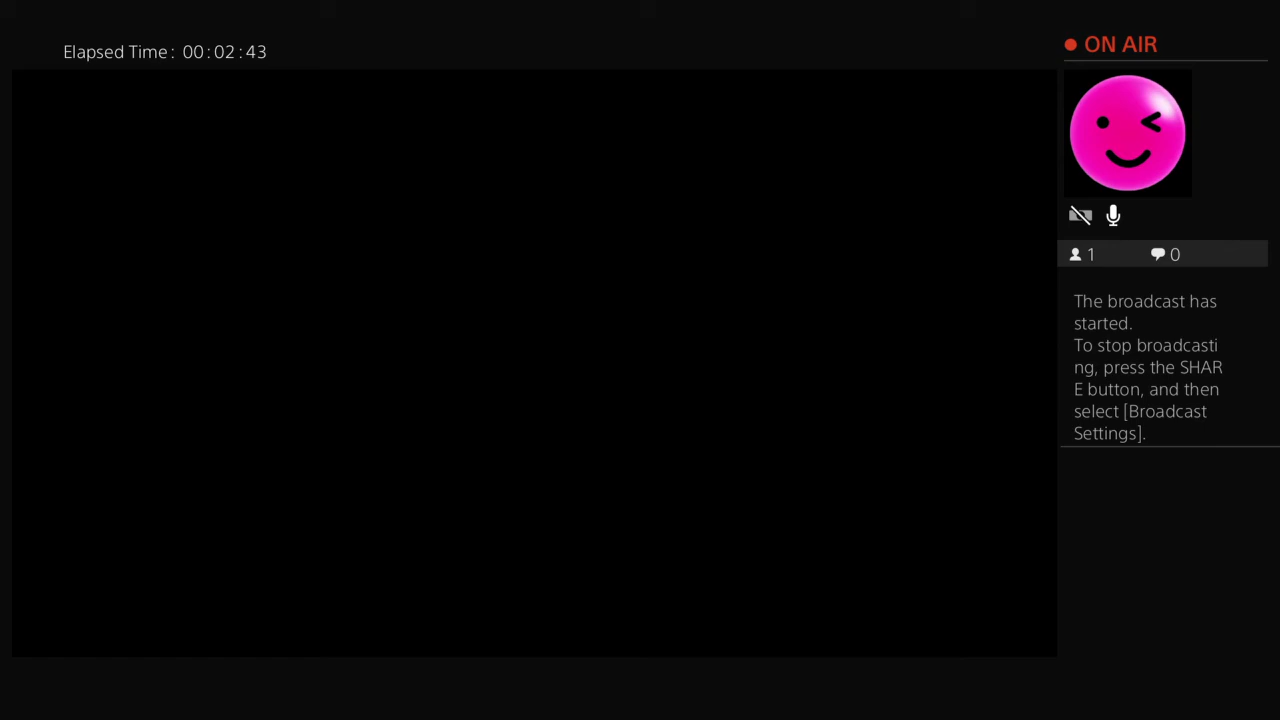 Elapsed Time: 00:02:43
ON AIR
1 0
The broadcast has
started.
To stop broadcasti
ng, press the SHAR
E button, and then
select [Broadcast
Settings].